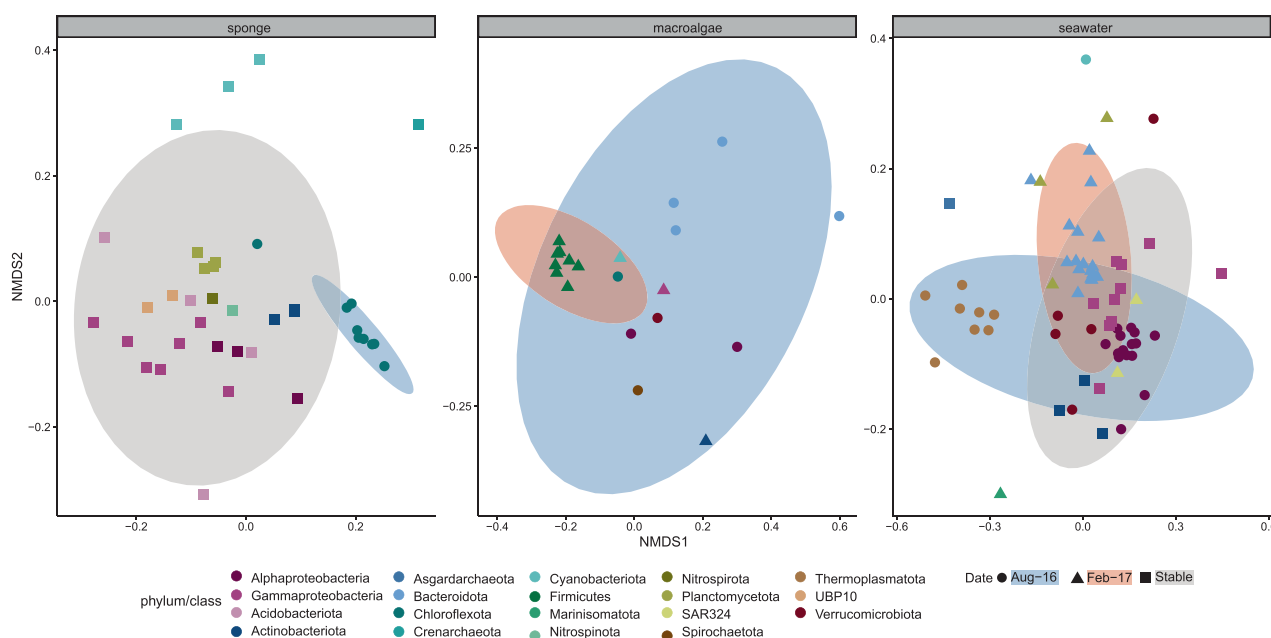 sponge
macroalgae
seawater
0.4
0.2
0.0
−0.2
NMDS2
−0.2
0.0
0.2
0.25
0.00
−0.25
−0.4
−0.2
0.0
0.2
0.4
0.6
NMDS1
0.4
0.2
0.0
−0.2
−0.6
−0.3
0.0
0.3
phylum/class
Alphaproteobacteria
Gammaproteobacteria
Acidobacteriota
Actinobacteriota
Asgardarchaeota
Bacteroidota
Chloroflexota
Crenarchaeota
Cyanobacteriota
Firmicutes
Marinisomatota
Nitrospinota
Nitrospirota
Planctomycetota
SAR324
Spirochaetota
Thermoplasmatota
UBP10
Verrucomicrobiota
Date Aug−16 Feb−17 Stable